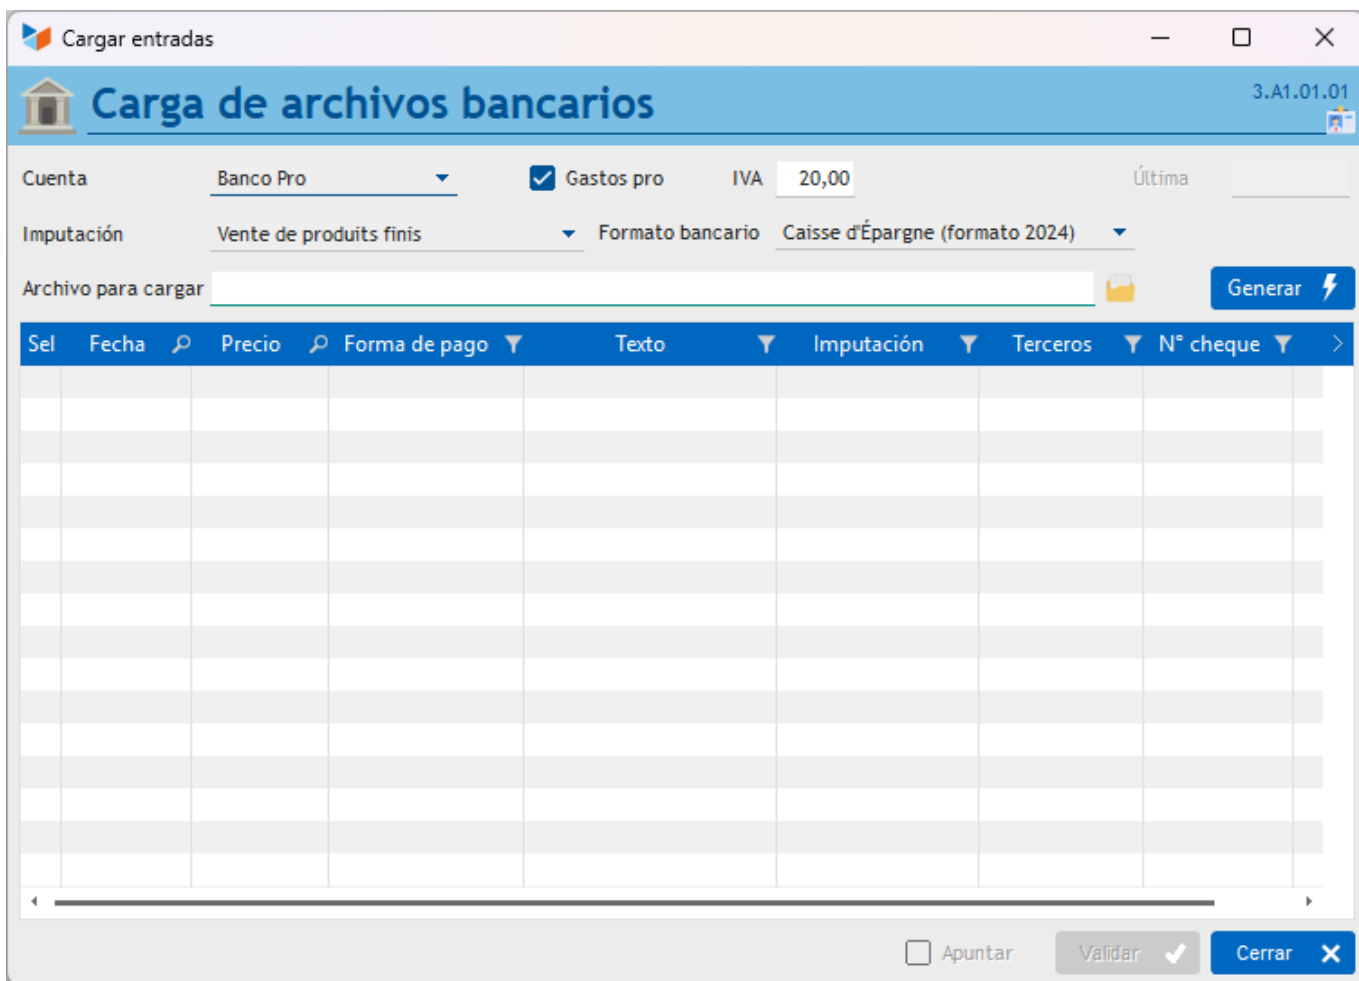 Cargar entradas
Carga de archivos bancarios
3.A1.01.01
Cuenta Banco Pro Gastos pro IVA 20,00 Última
Imputación Vente de produits finis Formato bancario Caisse d'Épargne (formato 2024)
Archivo para cargar Generar
Sel Fecha Precio Forma de pago Texto Imputación Terceros N° cheque
Apuntar Validar Cerrar